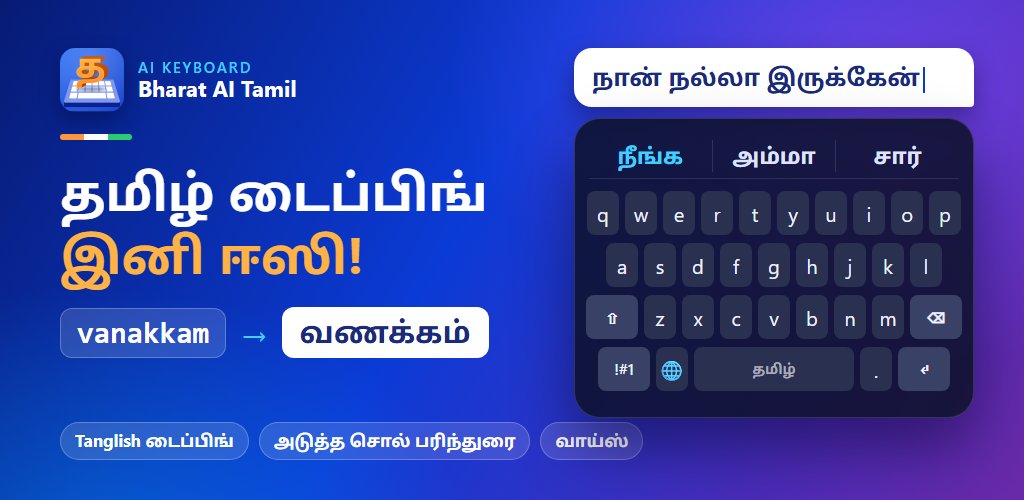 த
AI KEYBOARD
Bharat AI Tamil
தமிழ் டைப்பிங்
இனி ஈஸி!
vanakkam → வணக்கம்
Tanglish டைப்பிங் அடுத்த சொல் பரிந்துரை வாய்ஸ்
நான் நல்லா இருக்கேன்
நீங்க அம்மா சார்
q w e r t y u i o p
a s d f g h j k l
⇧ z x c v b n m ⌫
!#1 🌐 தமிழ் . ↲